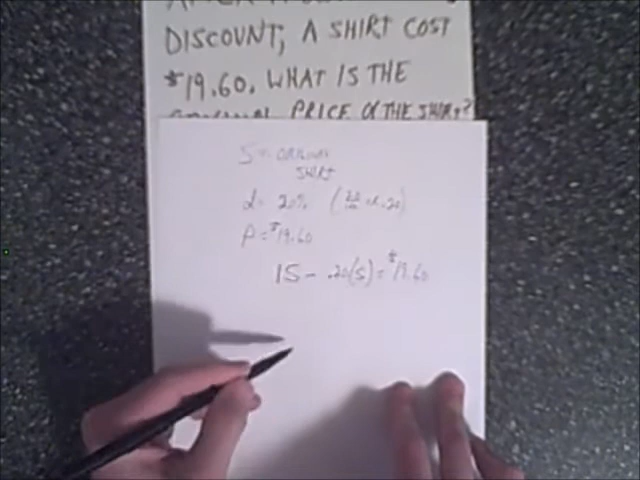 DISCOUNT, A SHIRT COST
$19.60. WHAT IS THE
PRICE OF THE SHIRT?
S = ORIGINAL
SHIRT
d = 20%
P = $19.60
1S - .20(S) = $19.60